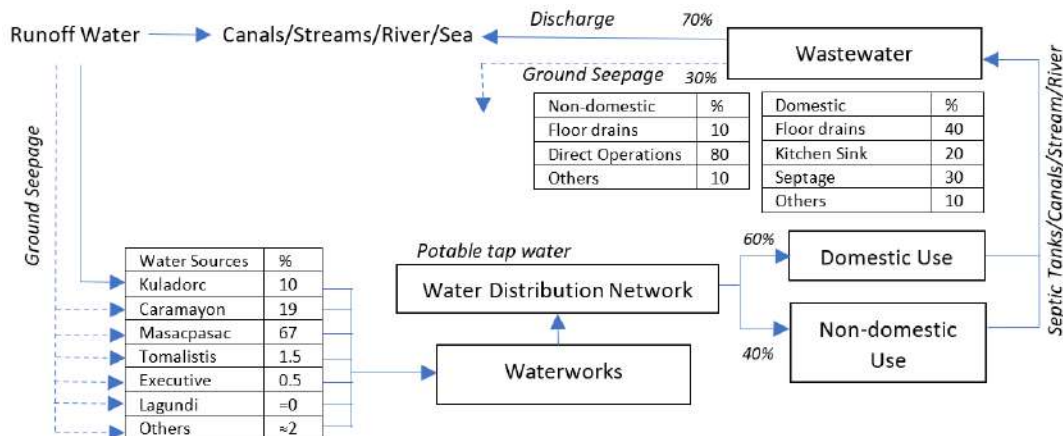 Discharge 70%
Runoff Water Canals/Streams/River/Sea
Wastewater
Ground Seepage 30%
Non-domestic %
Floor drains 10
Direct Operations 80
Others 10
Domestic %
Floor drains 40
Kitchen Sink 20
Septage 30
Others 10
Ground Seepage
Septic Tanks/Canals/Stream/River
Water Sources %
Kuladorc 10
Caramayon 19
Masacpasac 67
Tomalistis 1.5
Executive 0.5
Lagundi =0
Others ≈2
Potable tap water
Water Distribution Network
Waterworks
60%
Domestic Use
40%
Non-domestic
Use